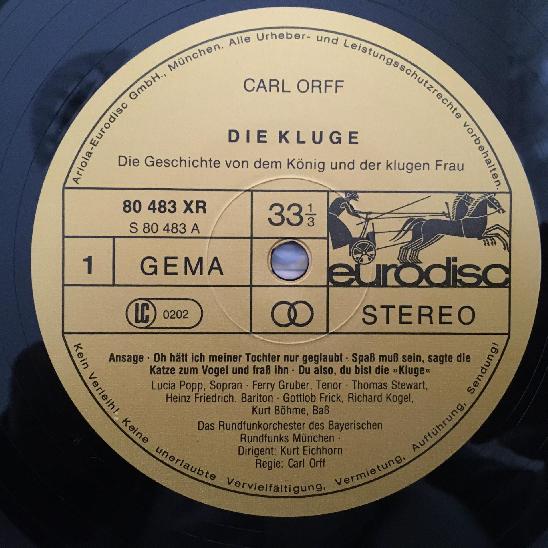 Ariola-Eurodisc GmbH., München. Alle Urheber- und Leistungsschutzrechte vorbehalten.
CARL ORFF
DIE KLUGE
Die Geschichte von dem König und der klugen Frau
80 483 XR
S 80 483 A
33 1/3
eurodisc
1
GEMA
LC 0202
STEREO
Ansage · Oh hätt ich meiner Tochter nur geglaubt · Spaß muß sein, sagte die
Katze zum Vogel und fraß ihn · Du also, du bist die »Kluge«
Lucia Popp, Sopran · Ferry Gruber, Tenor · Thomas Stewart,
Heinz Friedrich, Bariton · Gottlob Frick, Richard Kogel,
Kurt Böhme, Baß
Das Rundfunkorchester des Bayerischen
Rundfunks München ·
Dirigent: Kurt Eichhorn
Regie: Carl Orff
Kein Verleih! Keine unerlaubte Vervielfältigung, Vermietung, Aufführung, Sendung!